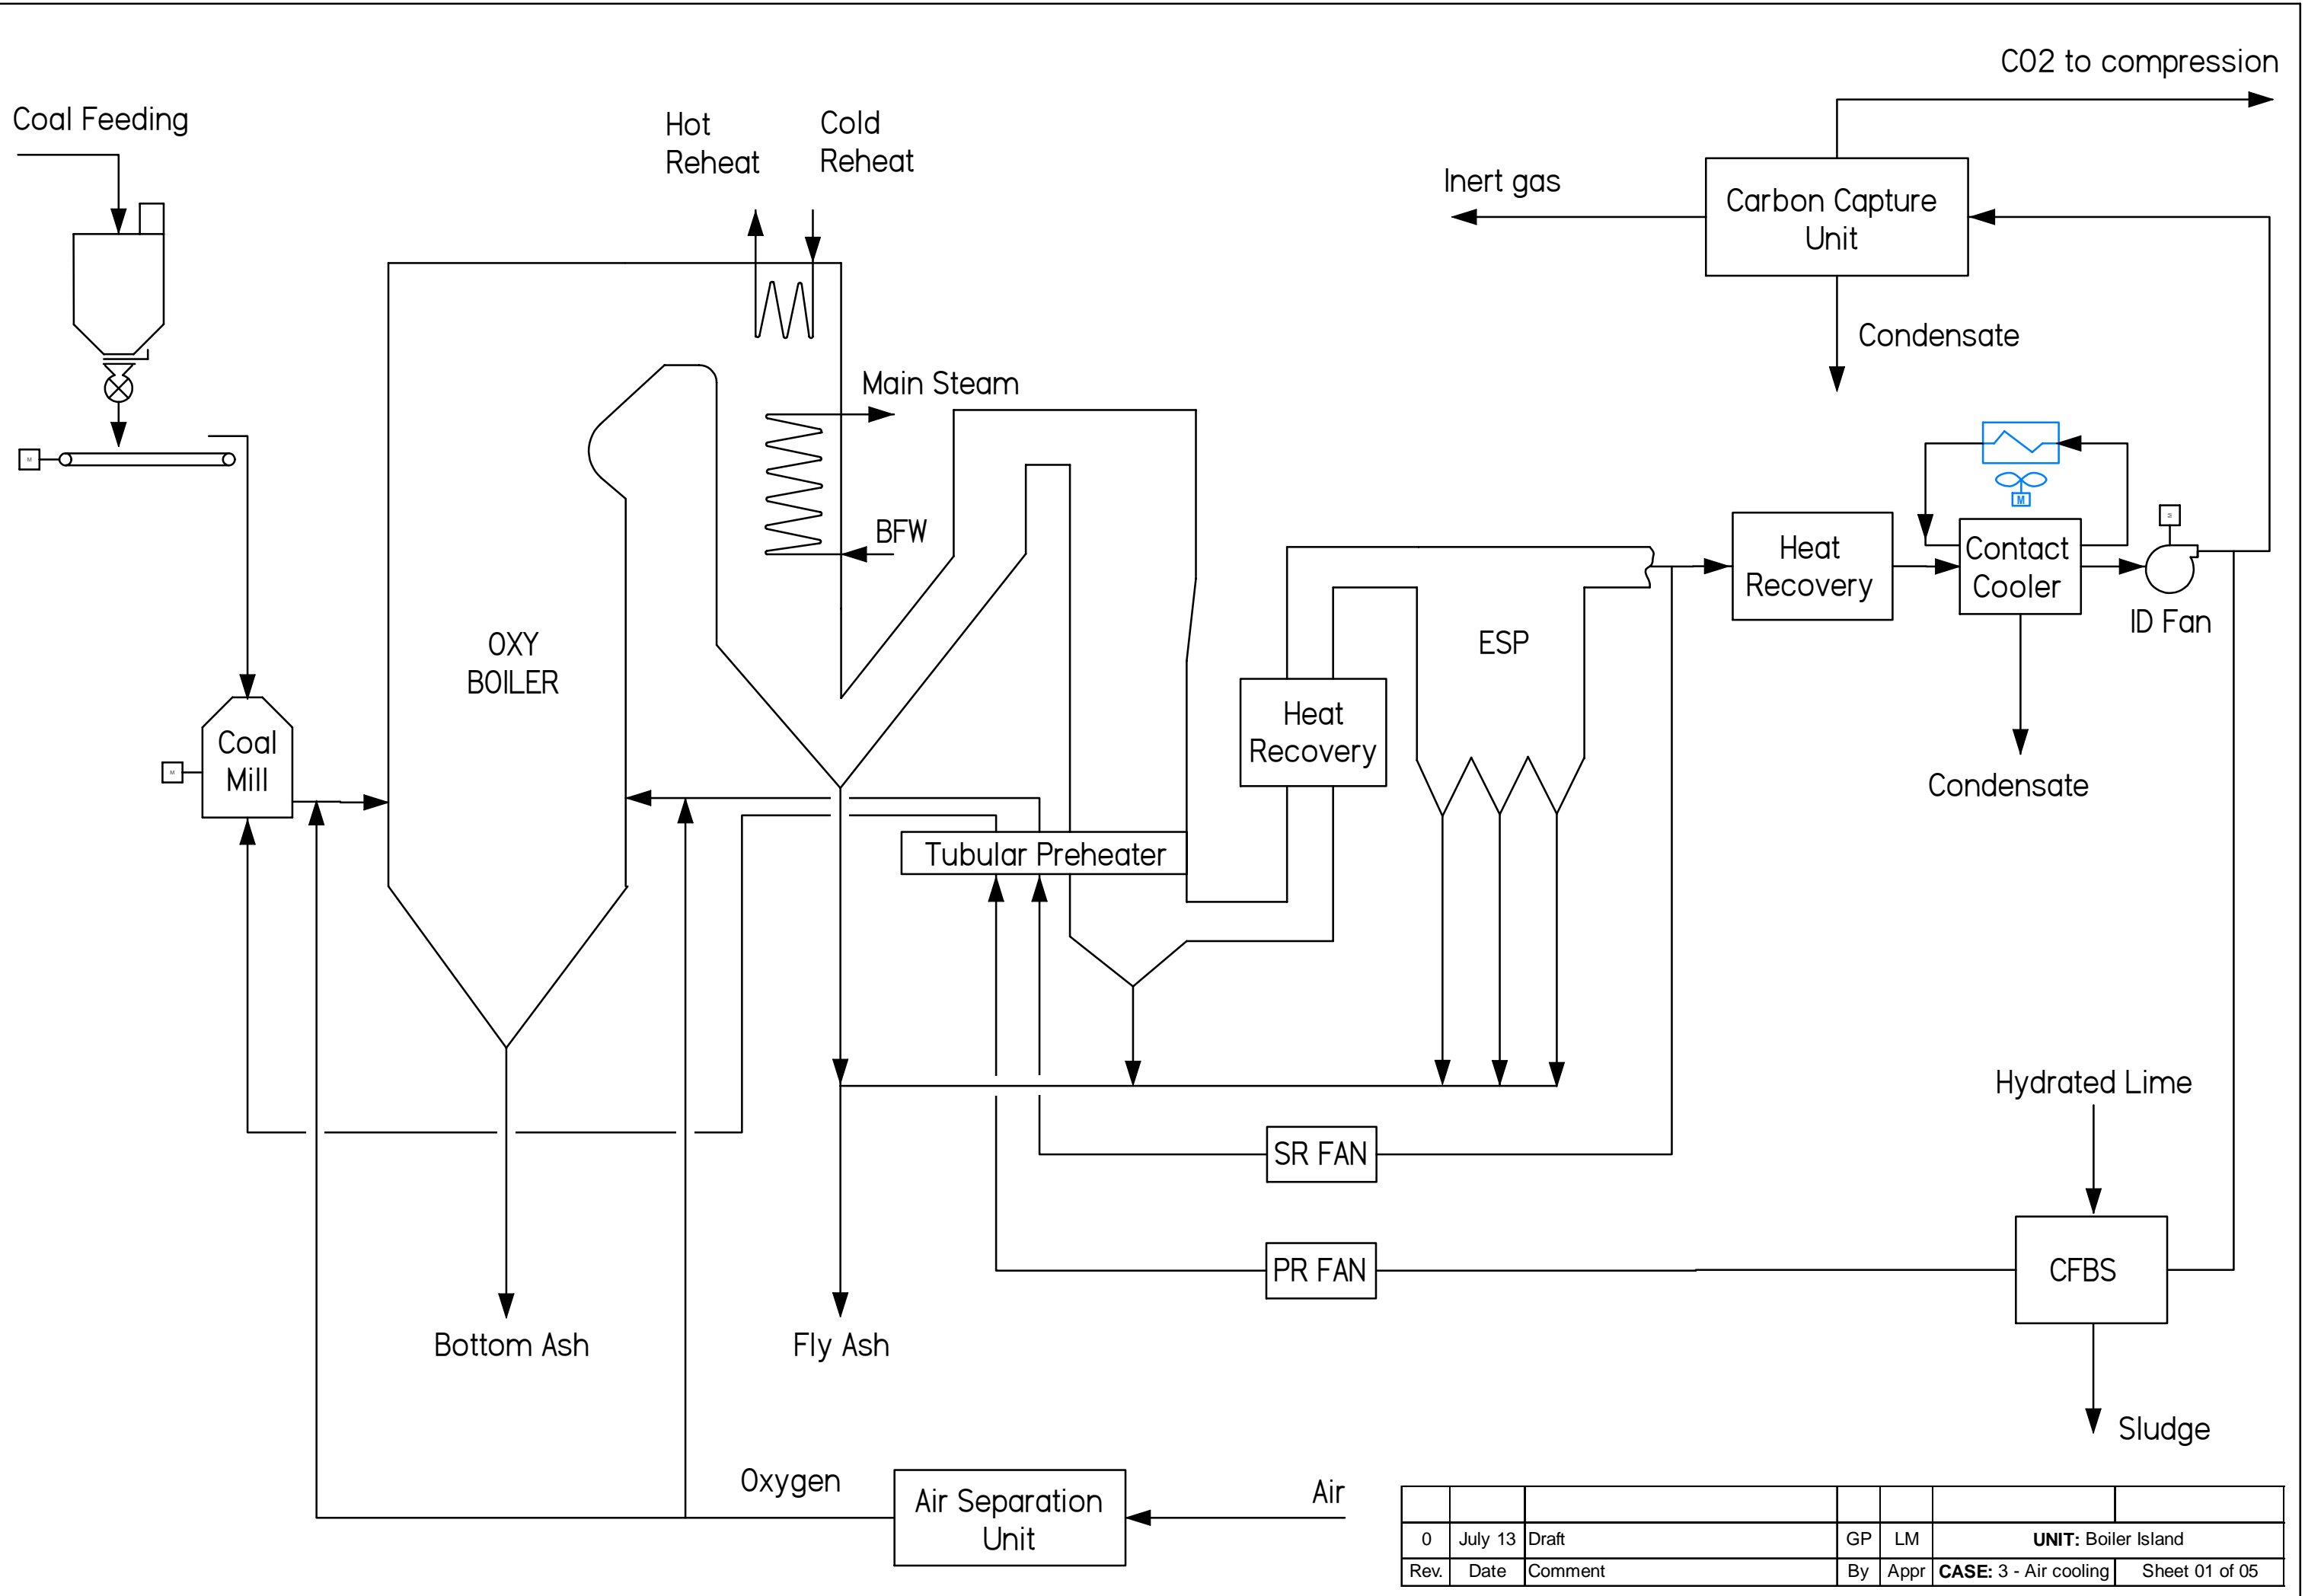 CO2 to compression
Coal Feeding
Hot
Reheat
Cold
Reheat
Inert gas
Carbon Capture
Unit
Condensate
Main Steam
BFW
M
M
M
Heat
Recovery
Contact
Cooler
ID Fan
OXY
BOILER
ESP
Heat
Recovery
Coal
Mill
M
Condensate
Tubular Preheater
Hydrated Lime
SR FAN
PR FAN
CFBS
Bottom Ash
Fly Ash
Sludge
Oxygen
Air Separation
Unit
Air
0 July 13 Draft GP LM UNIT: Boiler Island
Rev. Date Comment By Appr CASE: 3 - Air cooling Sheet 01 of 05